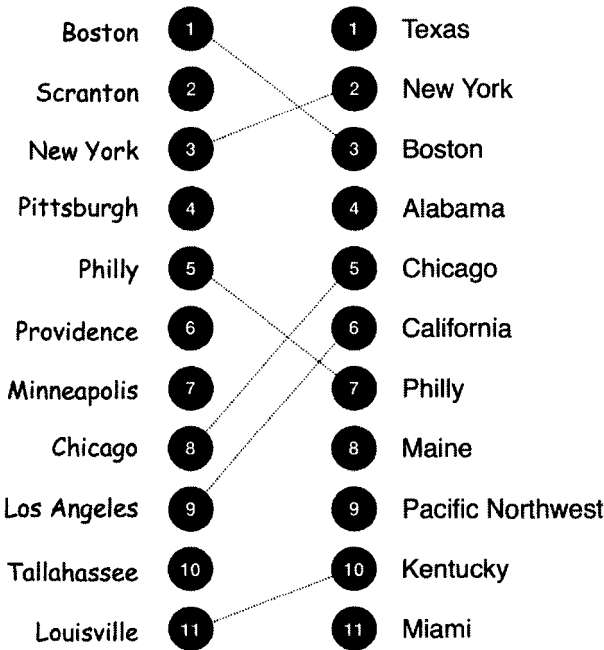 Boston 1 1 Texas
Scranton 2 2 New York
New York 3 3 Boston
Pittsburgh 4 4 Alabama
Philly 5 5 Chicago
Providence 6 6 California
Minneapolis 7 7 Philly
Chicago 8 8 Maine
Los Angeles 9 9 Pacific Northwest
Tallahassee 10 10 Kentucky
Louisville 11 11 Miami